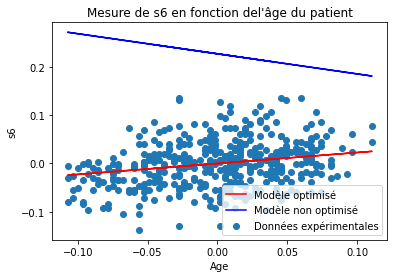 Mesure de s6 en fonction del'âge du patient
s6
0.2
0.1
0.0
−0.1
−0.10
−0.05
0.00
0.05
0.10
Age
Modèle optimisé
Modèle non optimisé
Données expérimentales